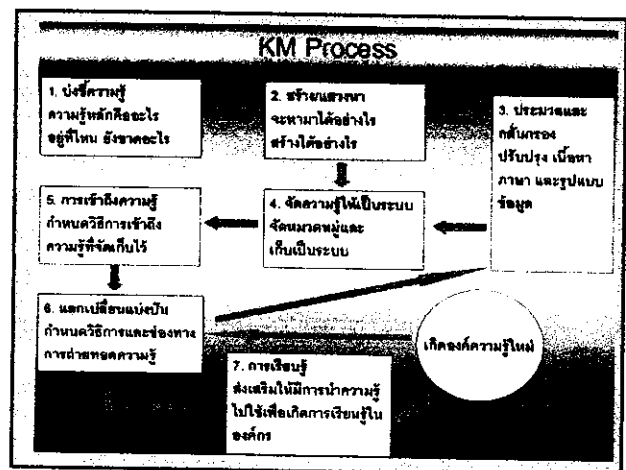 KM Process
1. บ่งชี้ความรู้
ความรู้หลักคืออะไร
อยู่ที่ไหน ยังขาดอะไร
2. สร้าง/แสวงหา
จะหามาได้อย่างไร
สร้างได้อย่างไร
3. ประมวลและ
กลั่นกรอง
ปรับปรุง เนื้อหา
ภาษา และรูปแบบ
ข้อมูล
4. จัดความรู้ให้เป็นระบบ
จัดหมวดหมู่และ
เก็บเป็นระบบ
5. การเข้าถึงความรู้
กำหนดวิธีการเข้าถึง
ความรู้ที่จัดเก็บไว้
6. แลกเปลี่ยนแบ่งปัน
กำหนดวิธีการและช่องทาง
การถ่ายทอดความรู้
เกิดองค์ความรู้ใหม่
7. การเรียนรู้
ส่งเสริมให้มีการนำความรู้
ไปใช้เพื่อเกิดการเรียนรู้ใน
องค์กร